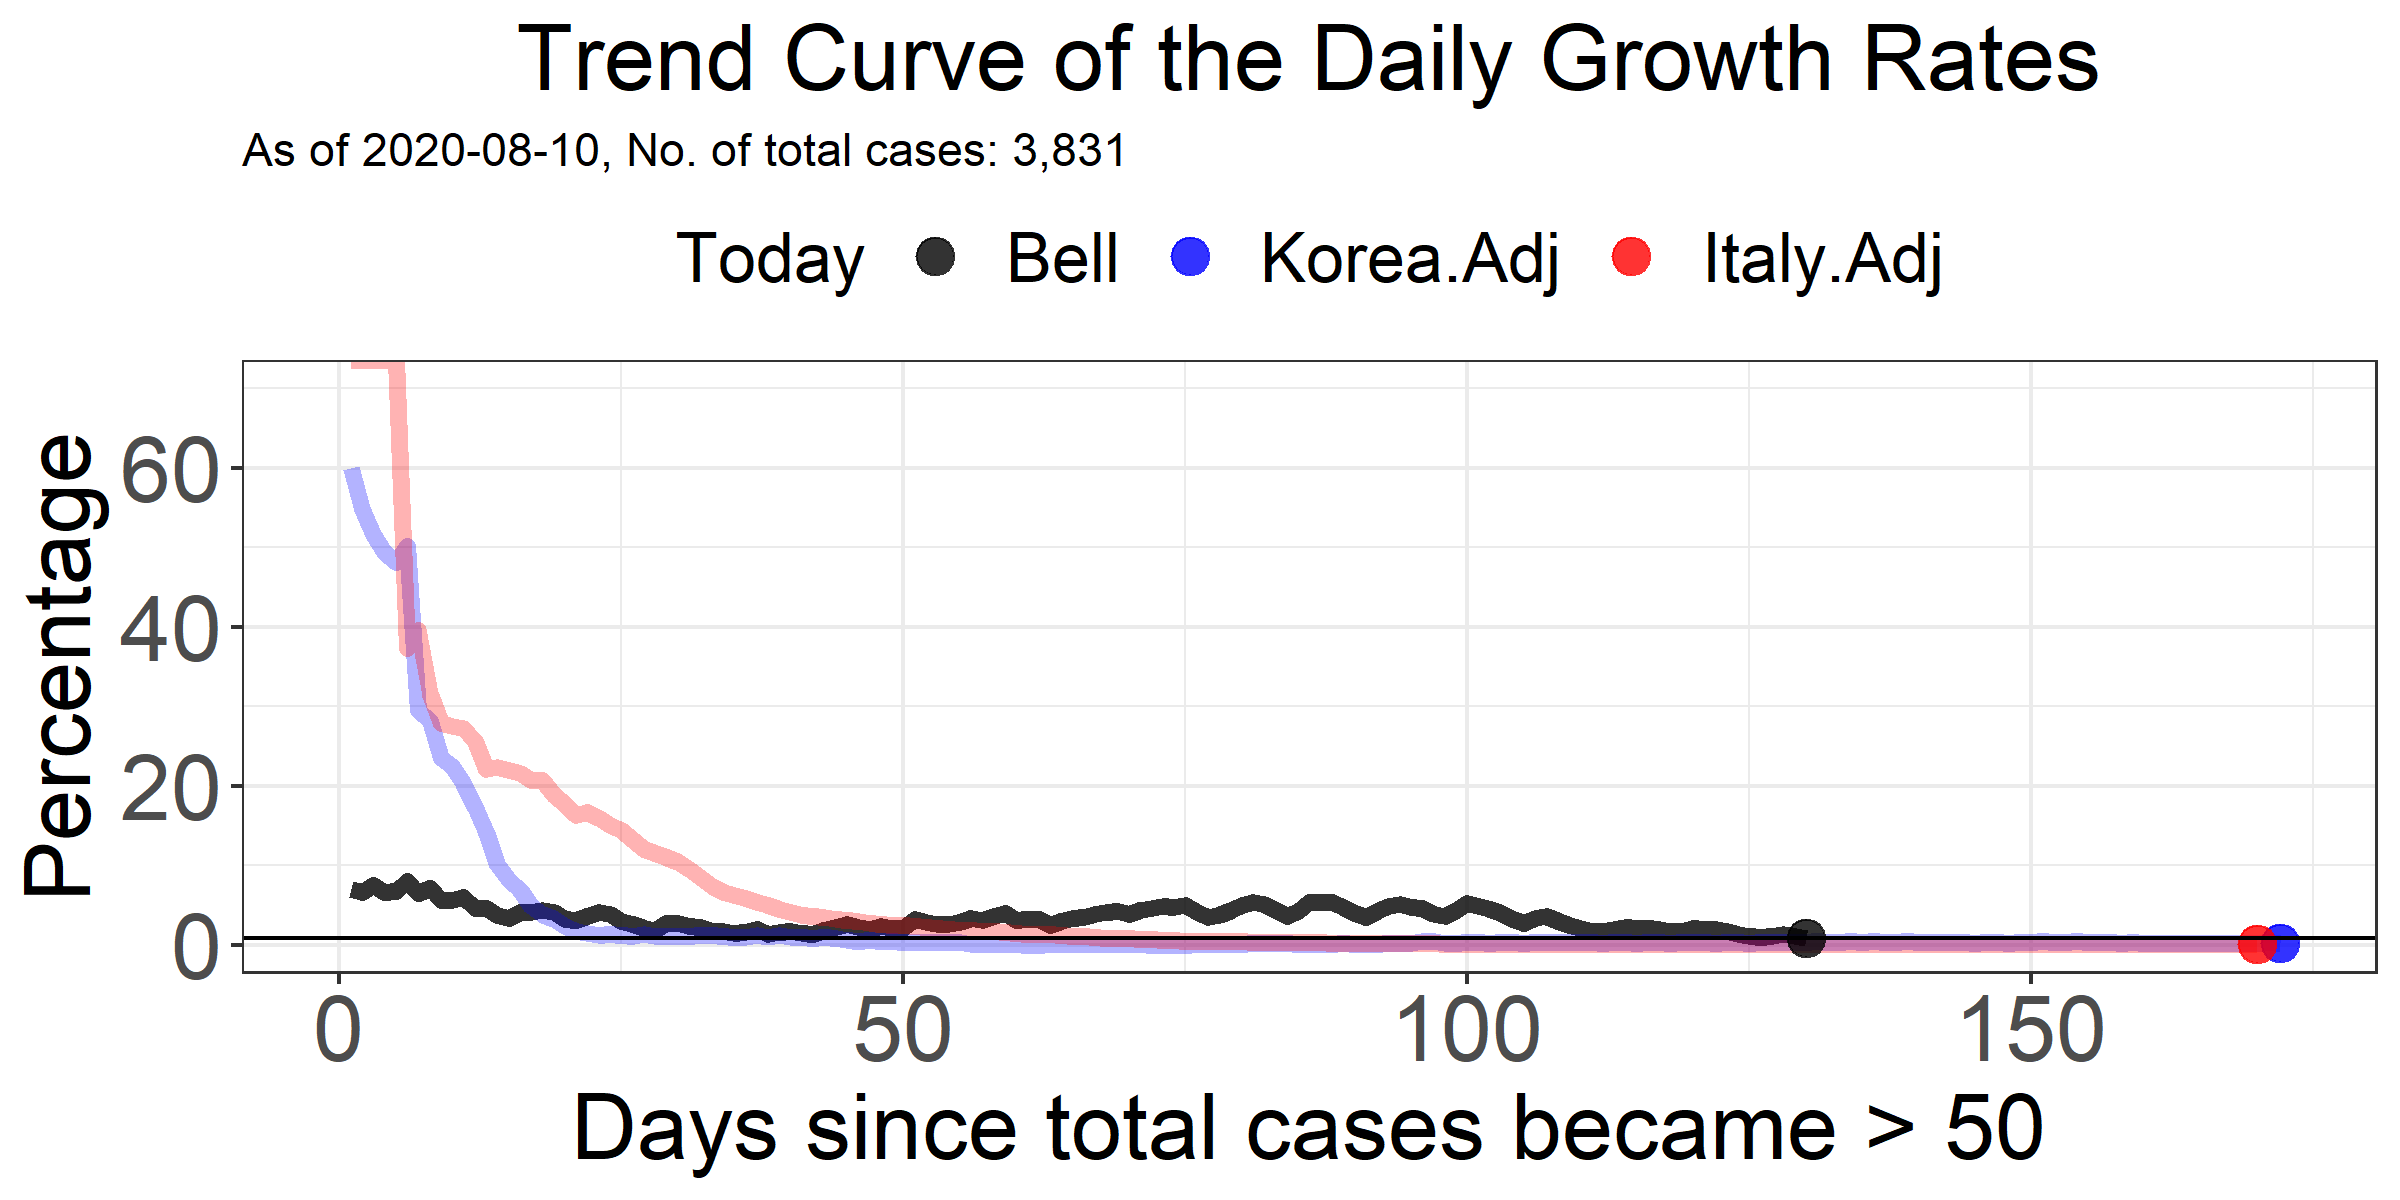 Trend Curve of the Daily Growth Rates
As of 2020-08-10, No. of total cases: 3,831
Today Bell Korea.Adj Italy.Adj
Percentage
60
40
20
0
0 50 100 150
Days since total cases became > 50